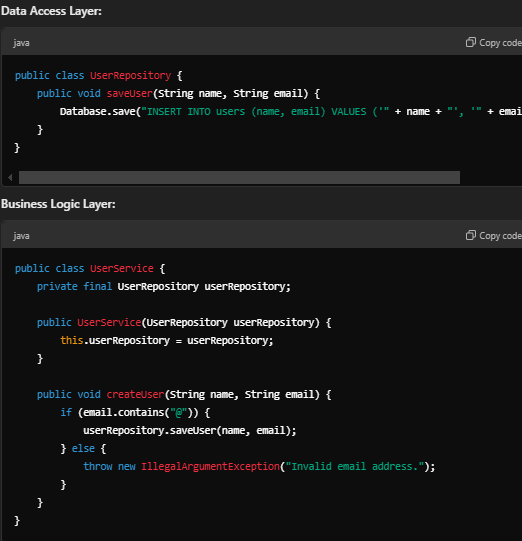 Data Access Layer:
java
Copy code
public class UserRepository {
    public void saveUser(String name, String email) {
        Database.save("INSERT INTO users (name, email) VALUES ('" + name + "', '" + emai
    }
}
Business Logic Layer:
java
Copy code
public class UserService {
    private final UserRepository userRepository;
    public UserService(UserRepository userRepository) {
        this.userRepository = userRepository;
    }
    public void createUser(String name, String email) {
        if (email.contains("@")) {
            userRepository.saveUser(name, email);
        } else {
            throw new IllegalArgumentException("Invalid email address.");
        }
    }
}